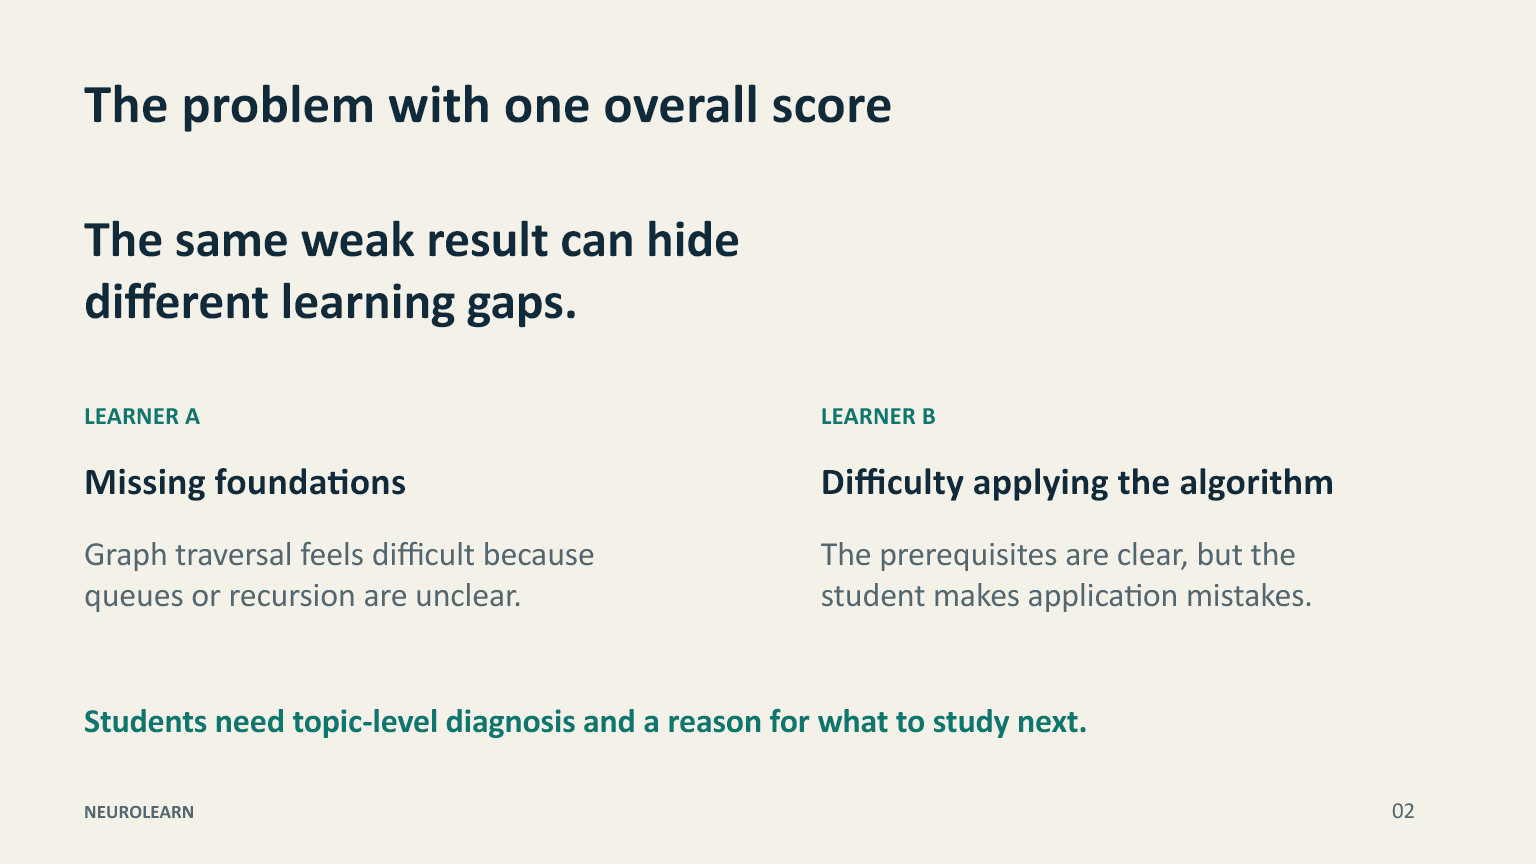 The problem with one overall score
The same weak result can hide
different learning gaps.
LEARNER A
Missing foundations
Graph traversal feels difficult because
queues or recursion are unclear.
LEARNER B
Difficulty applying the algorithm
The prerequisites are clear, but the
student makes application mistakes.
Students need topic-level diagnosis and a reason for what to study next.
NEUROLEARN
02